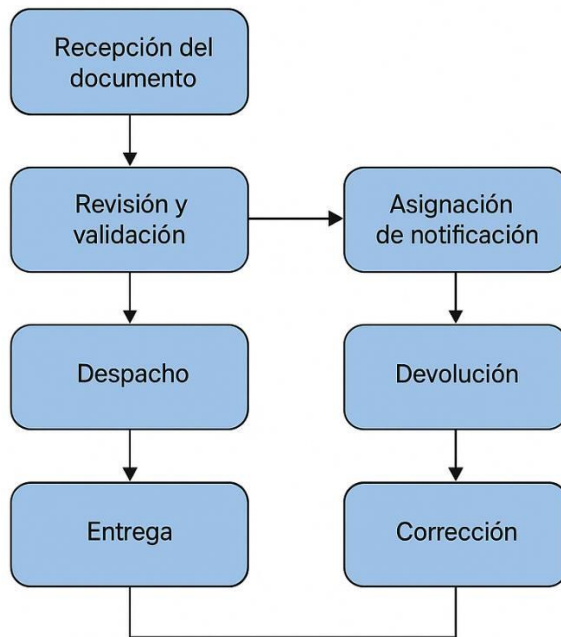 Recepción del
documento
Revisión y
validación
Asignación
de notificación
Despacho
Devolución
Entrega
Corrección